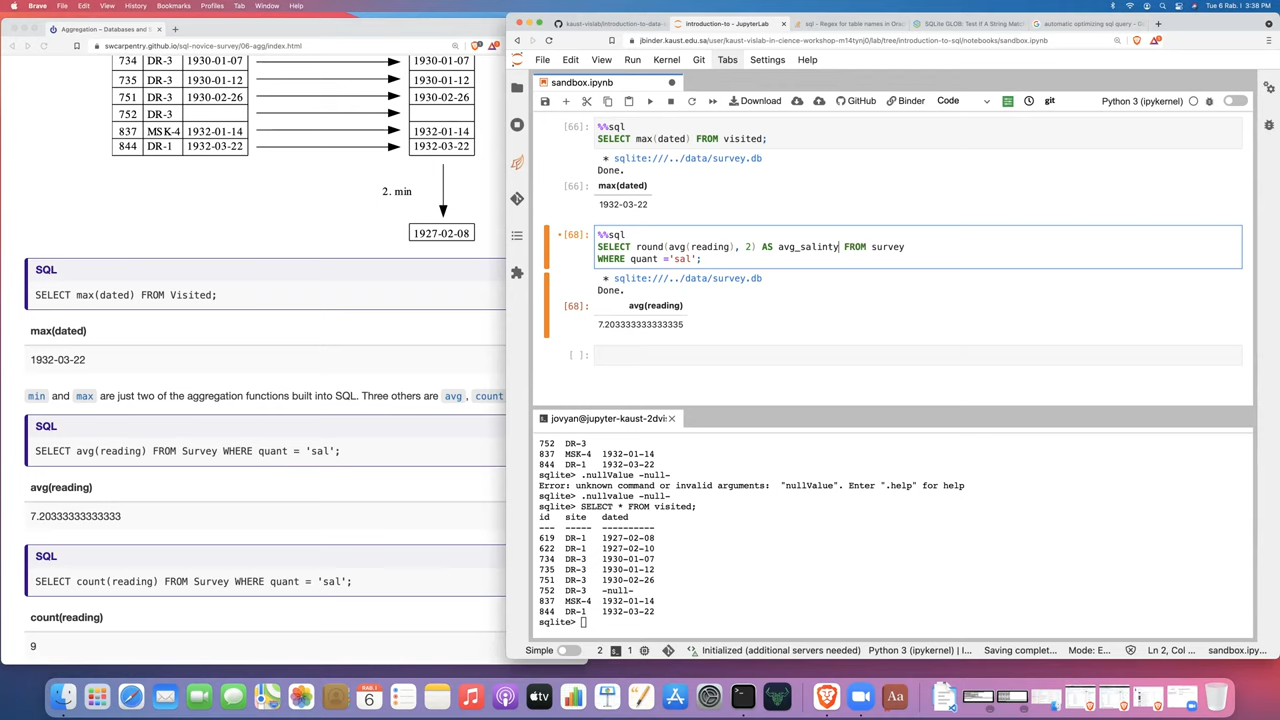 Safari File Edit View History Bookmarks Profiles Tab Window Help
Tue 6 Rab. I 3:38 PM
Aggregation – Databases and S
swcarpentry.github.io/sql-novice-survey/06-agg/index.html
734 DR-3 1930-01-07 1930-01-07
735 DR-3 1930-01-12 1930-01-12
751 DR-3 1930-02-26 1930-02-26
752 DR-3
837 MSK-4 1932-01-14 1932-01-14
844 DR-1 1932-03-22 1932-03-22
2. min
1927-02-08
SQL
SELECT max(dated) FROM Visited;
max(dated)
1932-03-22
min and max are just two of the aggregation functions built into SQL. Three others are avg, count
SQL
SELECT avg(reading) FROM Survey WHERE quant = 'sal';
avg(reading)
7.20333333333333
SQL
SELECT count(reading) FROM Survey WHERE quant = 'sal';
count(reading)
9
kaust-vislab/introduction-to-data-
introduction-to - JupyterLab
sql - Regex for table names in Ora
SQLite GLOB: Test If A String Match
automatic optimizing sql query - G
jbinder.kaust.edu.sa/user/kaust-vislab-in-cience-workshop-m14tynj0/lab/tree/introduction-to-sql/notebooks/sandbox.ipynb
File Edit View Run Kernel Git Tabs Settings Help
sandbox.ipynb
Download GitHub Binder Code git Python 3 (ipykernel)
[66]: %%sql
SELECT max(dated) FROM visited;
* sqlite:///../data/survey.db
Done.
[66]: max(dated)
1932-03-22
[68]: %%sql
SELECT round(avg(reading), 2) AS avg_salinty FROM survey
WHERE quant ='sal';
* sqlite:///../data/survey.db
Done.
[68]: avg(reading)
7.203333333333335
[ ]:
jovyan@jupyter-kaust-2dvis
752 DR-3
837 MSK-4 1932-01-14
844 DR-1 1932-03-22
sqlite> .nullValue -null-
Error: unknown command or invalid arguments: "nullValue". Enter ".help" for help
sqlite> .nullvalue -null-
sqlite> SELECT * FROM visited;
id site dated
--- ----- ----------
619 DR-1 1927-02-08
622 DR-1 1927-02-10
734 DR-3 1930-01-07
735 DR-3 1930-01-12
751 DR-3 1930-02-26
752 DR-3 -null-
837 MSK-4 1932-01-14
844 DR-1 1932-03-22
sqlite>
Simple 2 1 Initialized (additional servers needed) Python 3 (ipykernel) | I... Saving complet... Mode: E... Ln 2, Col ... sandbox.ipy...
RAB. I
6
Aa